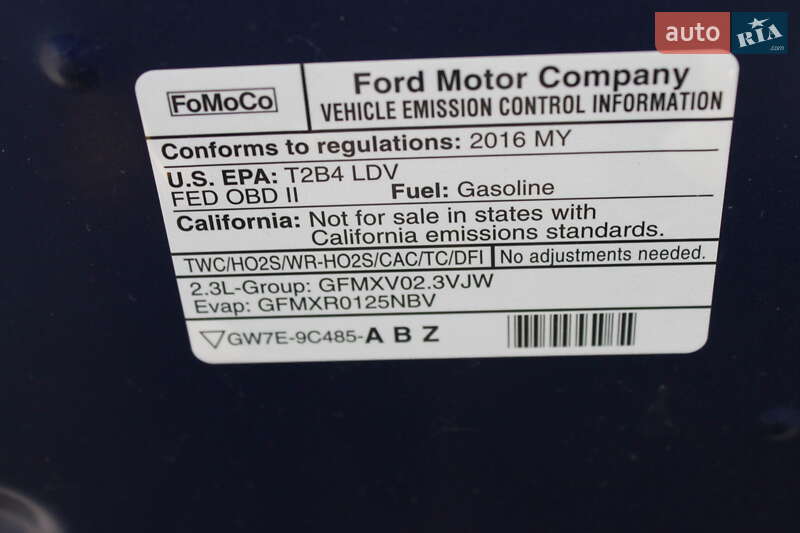 auto RIA .com
FoMoCo
Ford Motor Company
VEHICLE EMISSION CONTROL INFORMATION
Conforms to regulations: 2016 MY
U.S. EPA: T2B4 LDV
FED OBD II Fuel: Gasoline
California: Not for sale in states with
California emissions standards.
TWC/HO2S/WR-HO2S/CAC/TC/DFI No adjustments needed.
2.3L-Group: GFMXV02.3VJW
Evap: GFMXR0125NBV
GW7E-9C485-A B Z